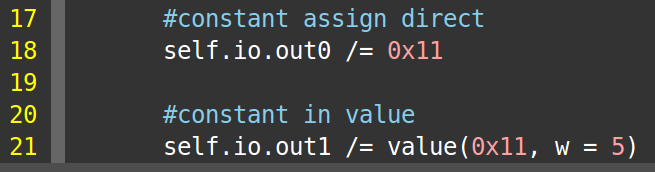 17 #constant assign direct
18 self.io.out0 /= 0x11
19
20 #constant in value
21 self.io.out1 /= value(0x11, w = 5)